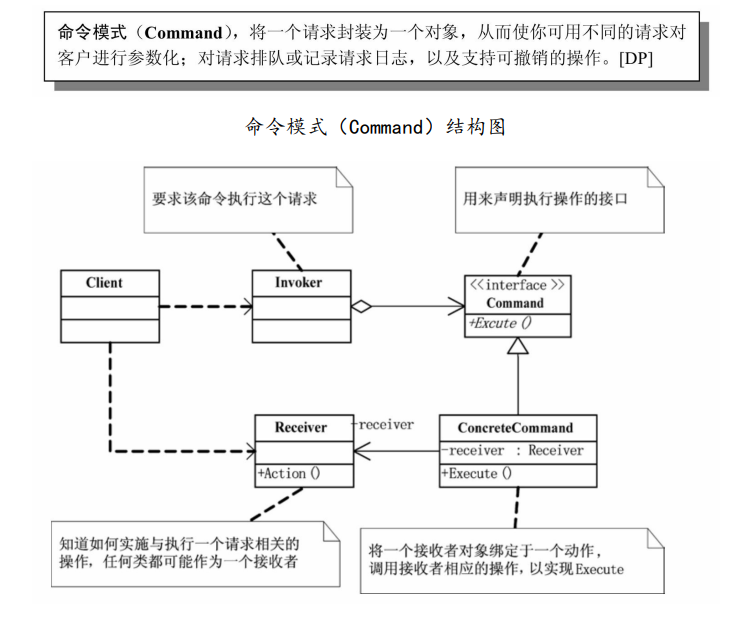 命令模式（Command），将一个请求封装为一个对象，从而使你可用不同的请求对
客户进行参数化；对请求排队或记录请求日志，以及支持可撤销的操作。[DP]
命令模式（Command）结构图
要求该命令执行这个请求
用来声明执行操作的接口
Client
Invoker
<<interface>>
Command
+Excute()
Receiver
+Action()
-receiver
ConcreteCommand
-receiver : Receiver
+Execute()
知道如何实施与执行一个请求相关的
操作，任何类都可能作为一个接收者
将一个接收者对象绑定于一个动作，
调用接收者相应的操作，以实现Execute